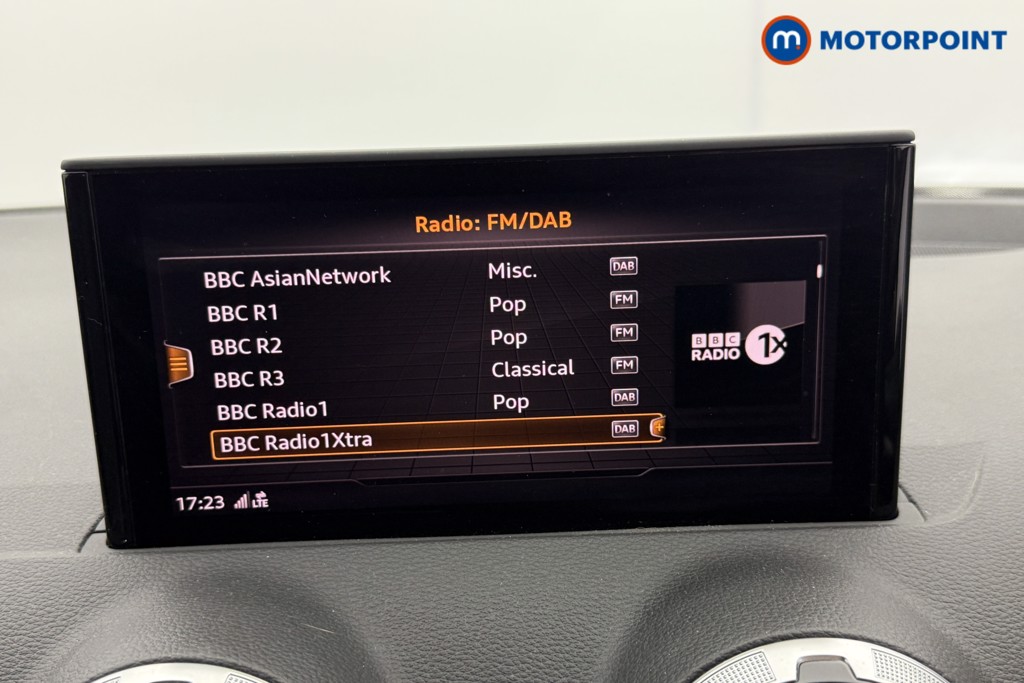 m MOTORPOINT
Radio: FM/DAB
BBC AsianNetwork Misc. DAB
BBC R1 Pop FM
BBC R2 Pop FM
BBC R3 Classical FM
BBC Radio1 Pop DAB
BBC Radio1Xtra DAB
BBC
RADIO 1X
17:23 LTE